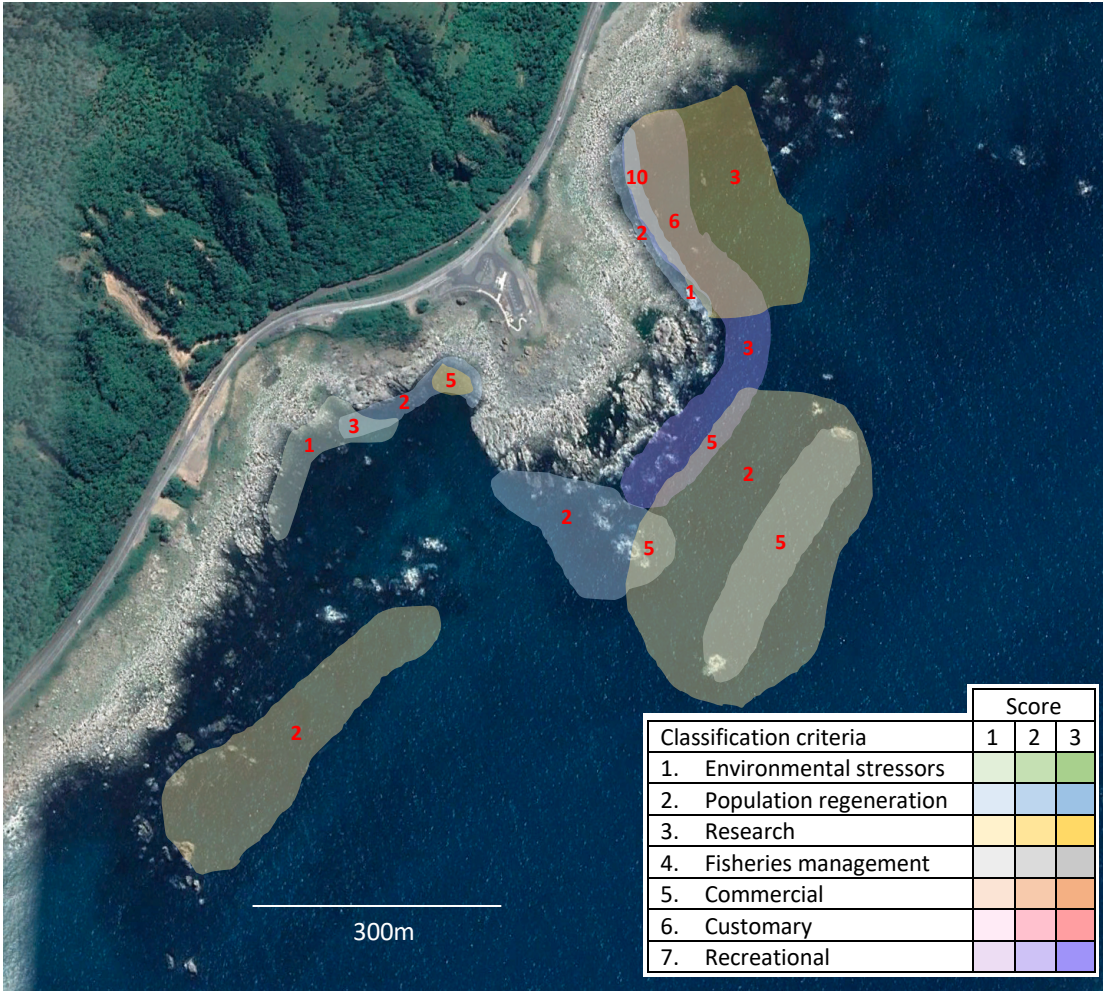 10
3
6
2
1
3
5
2
3
1
5
2
2
5
5
2
300m
Score
Classification criteria 1 2 3
1. Environmental stressors
2. Population regeneration
3. Research
4. Fisheries management
5. Commercial
6. Customary
7. Recreational